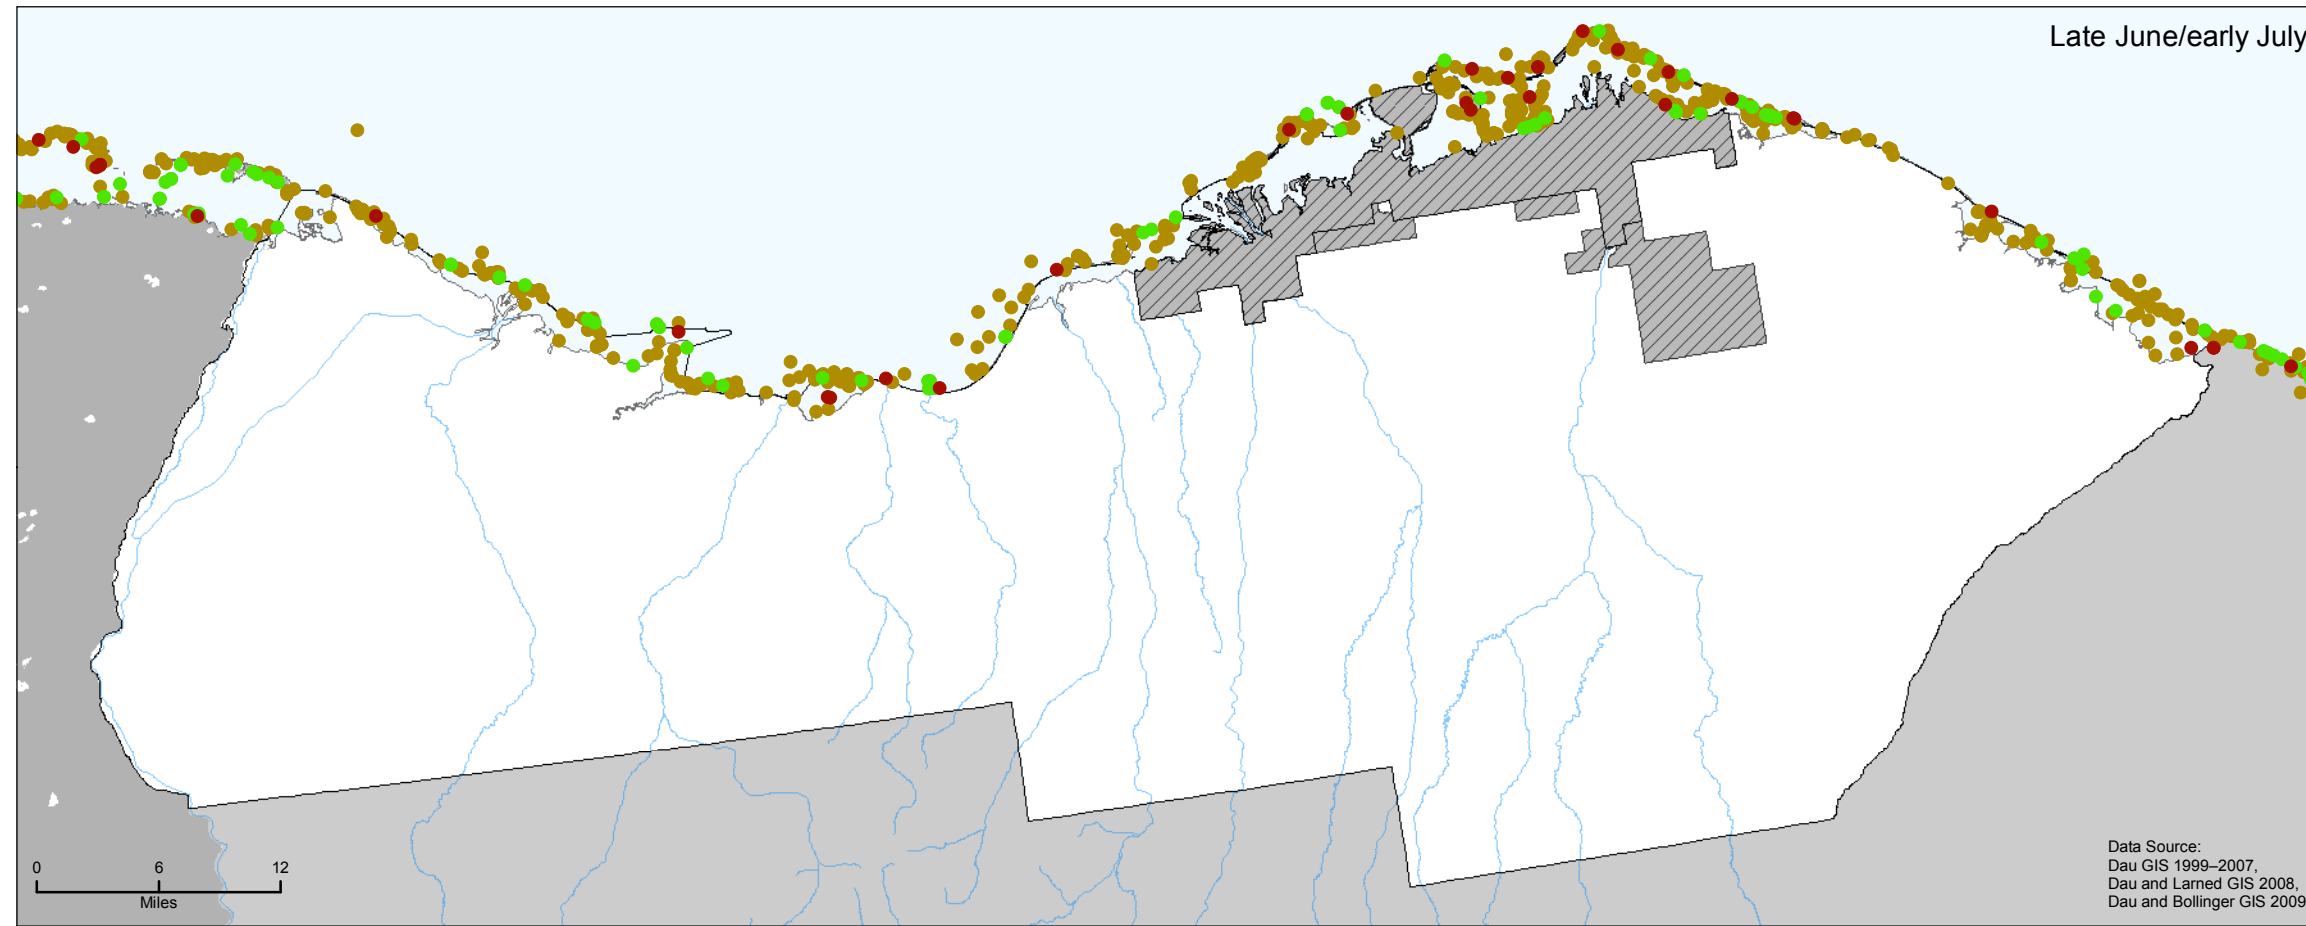 Late June/early July
0 6 12
Miles
Data Source:
Dau GIS 1999–2007,
Dau and Larned GIS 2008,
Dau and Bollinger GIS 2009